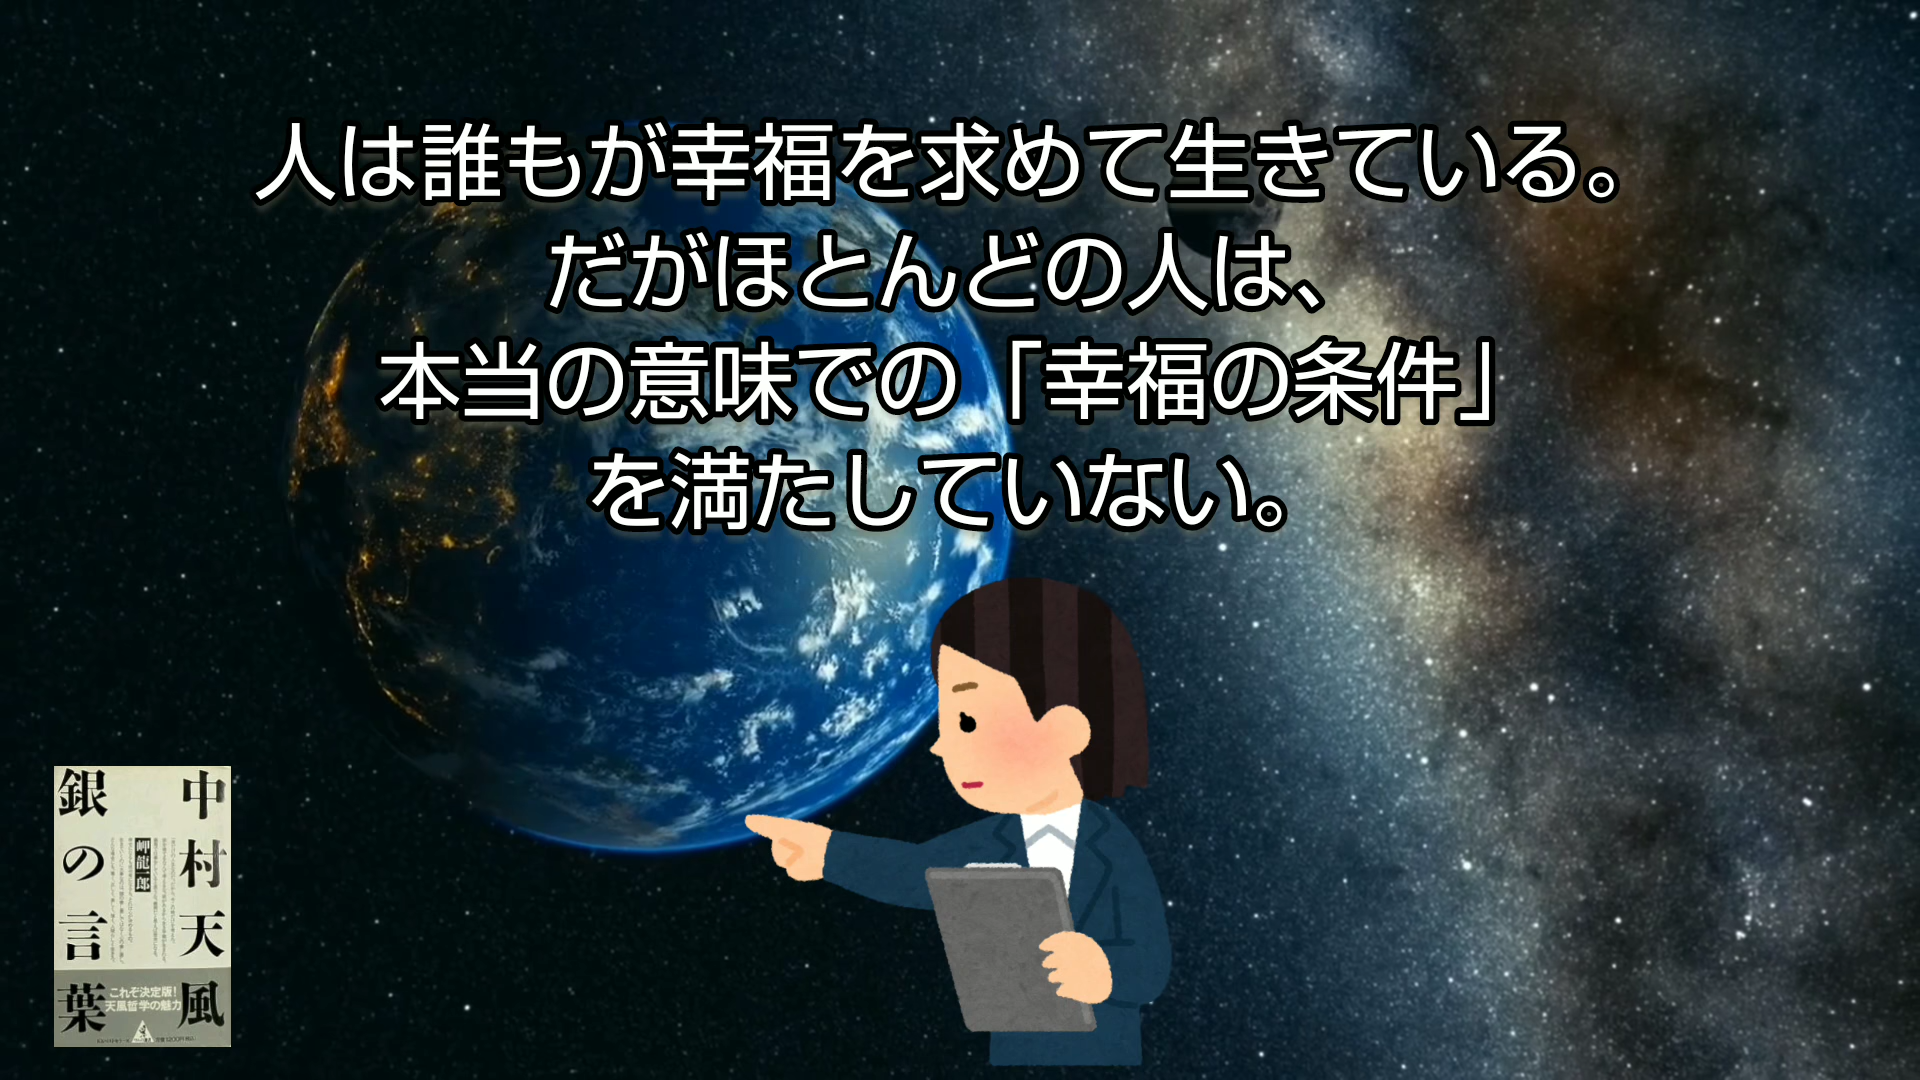 人は誰もが幸福を求めて生きている。
だがほとんどの人は、
本当の意味での「幸福の条件」
を満たしていない。
中村天風
銀の言葉
岬龍一郎
これぞ決定版!
天風哲学の魅力